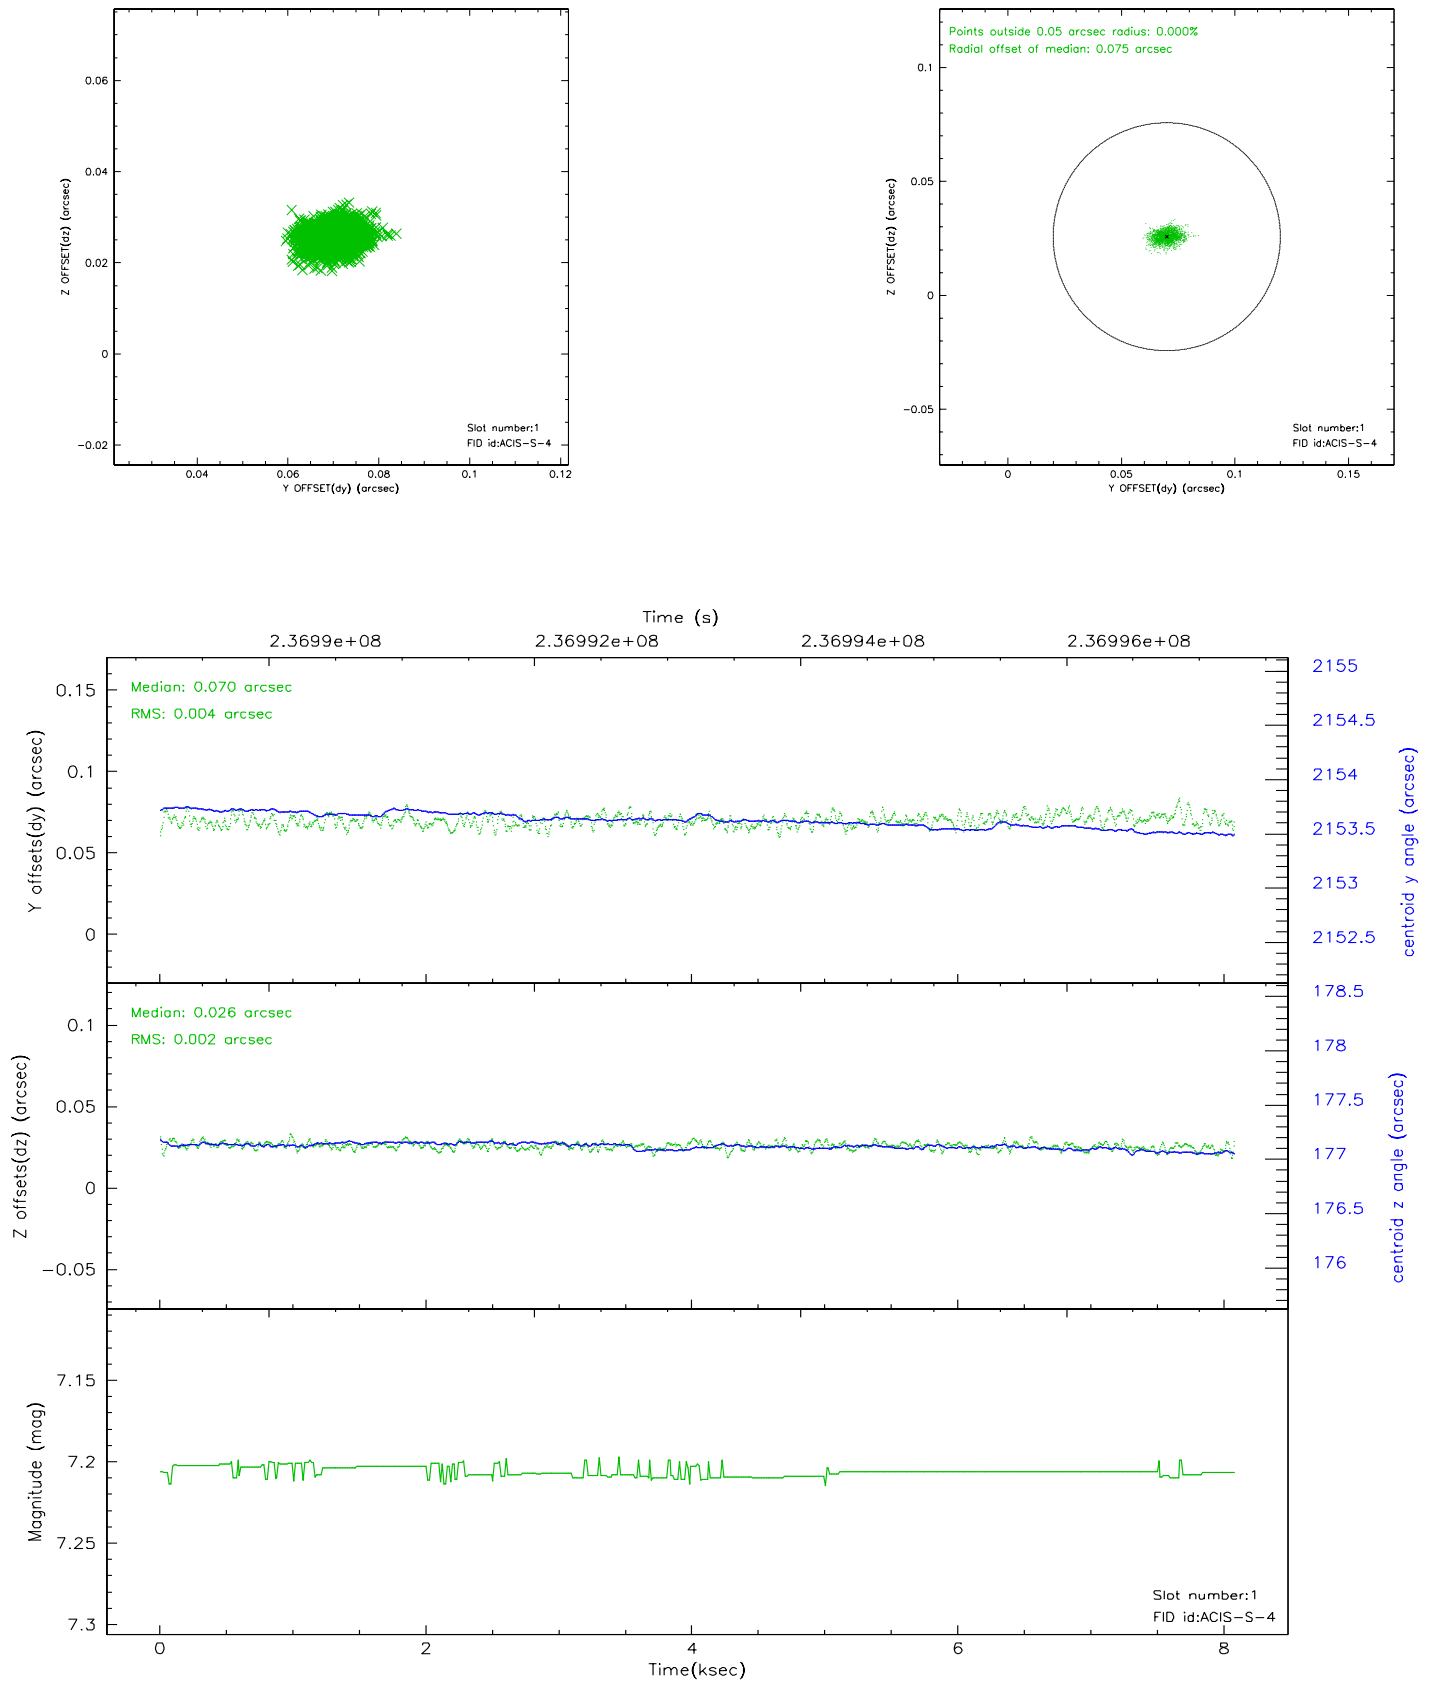 0.06
0.04
0.02
0
−0.02
Z OFFSET(dz) (arcsec)
0.04
0.06
0.08
0.1
0.12
Y OFFSET(dy) (arcsec)
Slot number:1
FID id:ACIS−S−4
Points outside 0.05 arcsec radius: 0.000%
Radial offset of median: 0.075 arcsec
0.1
0.05
0
−0.05
Z OFFSET(dz) (arcsec)
0
0.05
0.1
0.15
Y OFFSET(dy) (arcsec)
Slot number:1
FID id:ACIS−S−4
Time (s)
2.3699e+08
2.36992e+08
2.36994e+08
2.36996e+08
Median: 0.070 arcsec
RMS: 0.004 arcsec
0.15
0.1
0.05
0
Y offsets(dy) (arcsec)
2155
2154.5
2154
2153.5
2153
2152.5
centroid y angle (arcsec)
Median: 0.026 arcsec
RMS: 0.002 arcsec
0.1
0.05
0
−0.05
Z offsets(dz) (arcsec)
178.5
178
177.5
177
176.5
176
centroid z angle (arcsec)
7.15
7.2
7.25
7.3
Magnitude (mag)
Slot number:1
FID id:ACIS−S−4
0
2
4
6
8
Time(ksec)